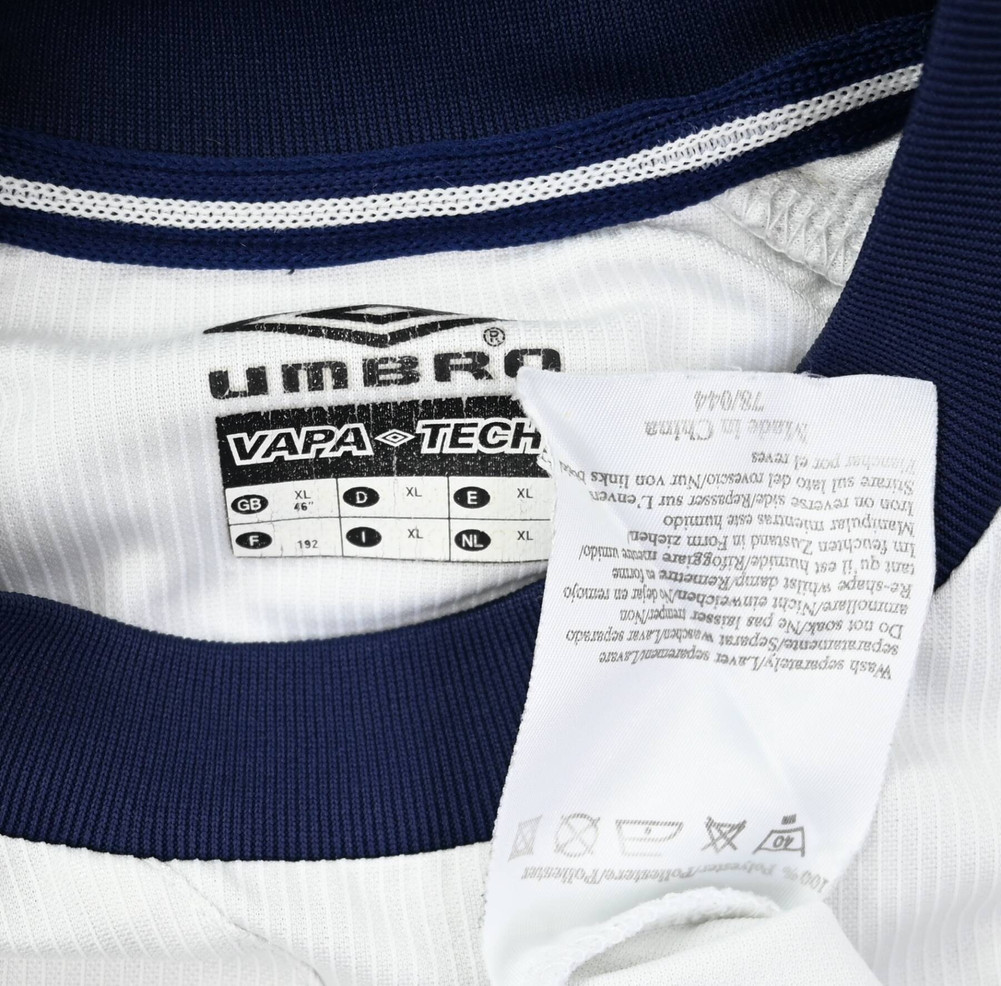 UMBRO®
VAPA TECH
GB XL 46" D XL E XL
F 192 I XL NL XL
100% Polyester/Poliestere/Polliester
40
Wash separately/Laver separement/Lavare
separatamente/Separat waschen/Lavar separado
Do not soak/Ne pas laisser tremper/Non
ammollare/Nicht einweichen/No dejar en remojo
Re-shape whilst damp/Remettre en forme
tant qu'il est humide/Rifoggiare mentre umido/
Im feuchten Zustand in Form ziehen/
Manipular mientras este humido
Iron on reverse side/Repasser sur L'envers
Stirare sul lato del rovescio/Nur von links
Planchar por el reves
Made in China
78/044